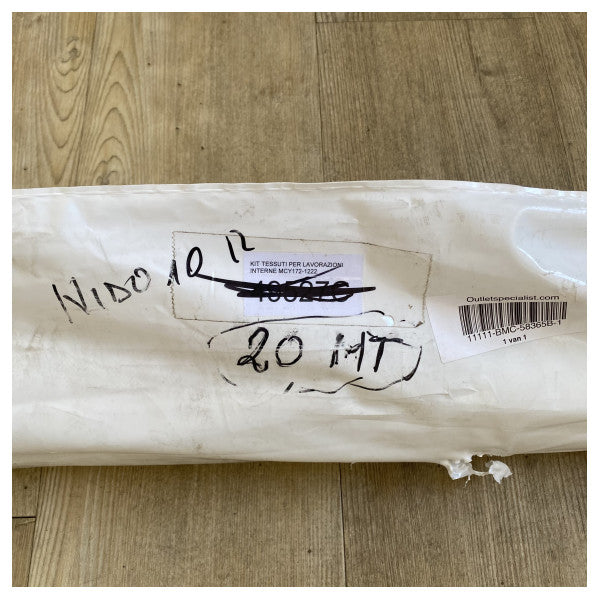 NIDO 10 12
KIT TESSUTI PER LAVORAZIONI
INTERNE MCY172-1222
20 MT
Outletspecialist.com
11111-BMC-58365B-1
1 van 1